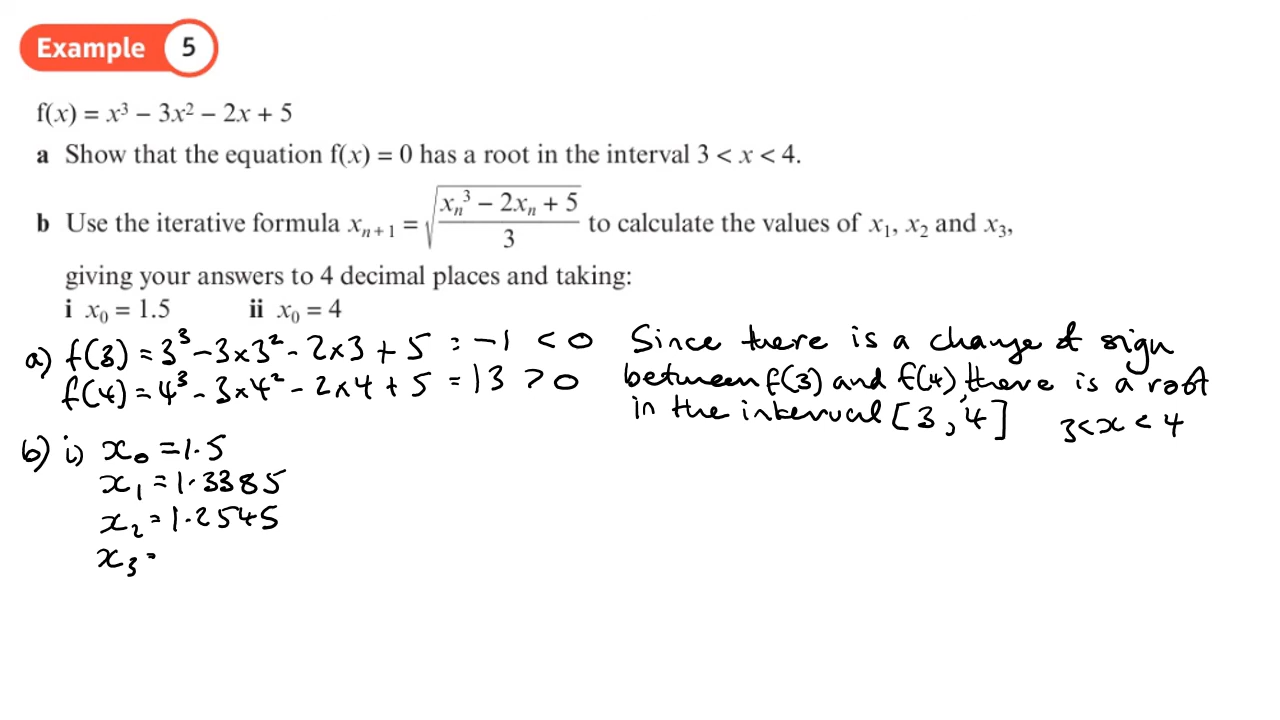 Example 5
f(x) = x³ – 3x² – 2x + 5
a Show that the equation f(x) = 0 has a root in the interval 3 < x < 4.
b Use the iterative formula xₙ₊₁ = √((xₙ³ – 2xₙ + 5)/3) to calculate the values of x₁, x₂ and x₃,
giving your answers to 4 decimal places and taking:
i x₀ = 1.5 ii x₀ = 4
a) f(3) = 3³ – 3×3² – 2×3 + 5 = -1 < 0
f(4) = 4³ – 3×4² – 2×4 + 5 = 13 > 0
Since there is a change of sign
between f(3) and f(4), there is a root
in the interval [3, 4] 3<x<4
b) i) x₀ = 1.5
x₁ = 1.3385
x₂ = 1.2545
x₃ =